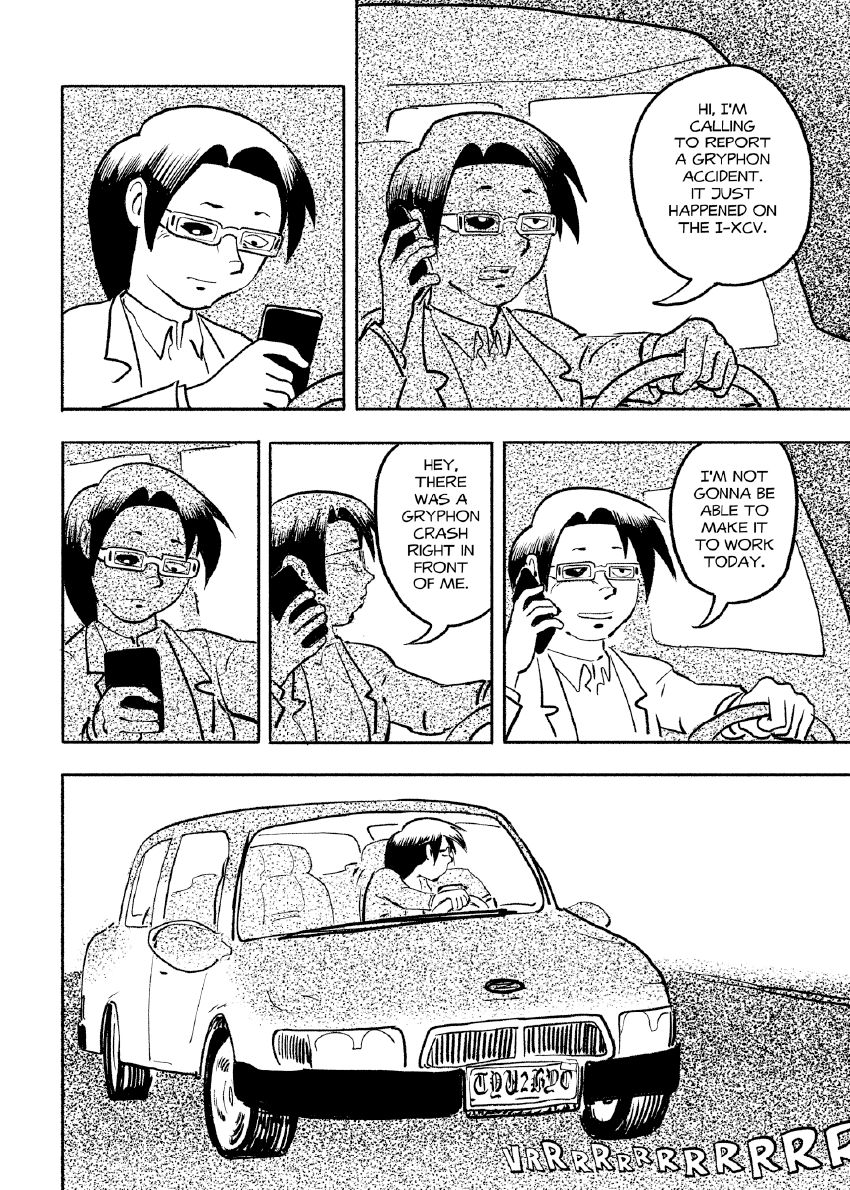 HI, I'M
CALLING
TO REPORT
A GRYPHON
ACCIDENT.
IT JUST
HAPPENED ON
THE I-XCV.
HEY,
THERE
WAS A
GRYPHON
CRASH
RIGHT IN
FRONT
OF ME.
I'M NOT
GONNA BE
ABLE TO
MAKE IT
TO WORK
TODAY.
VRRRRRRRRRRRR